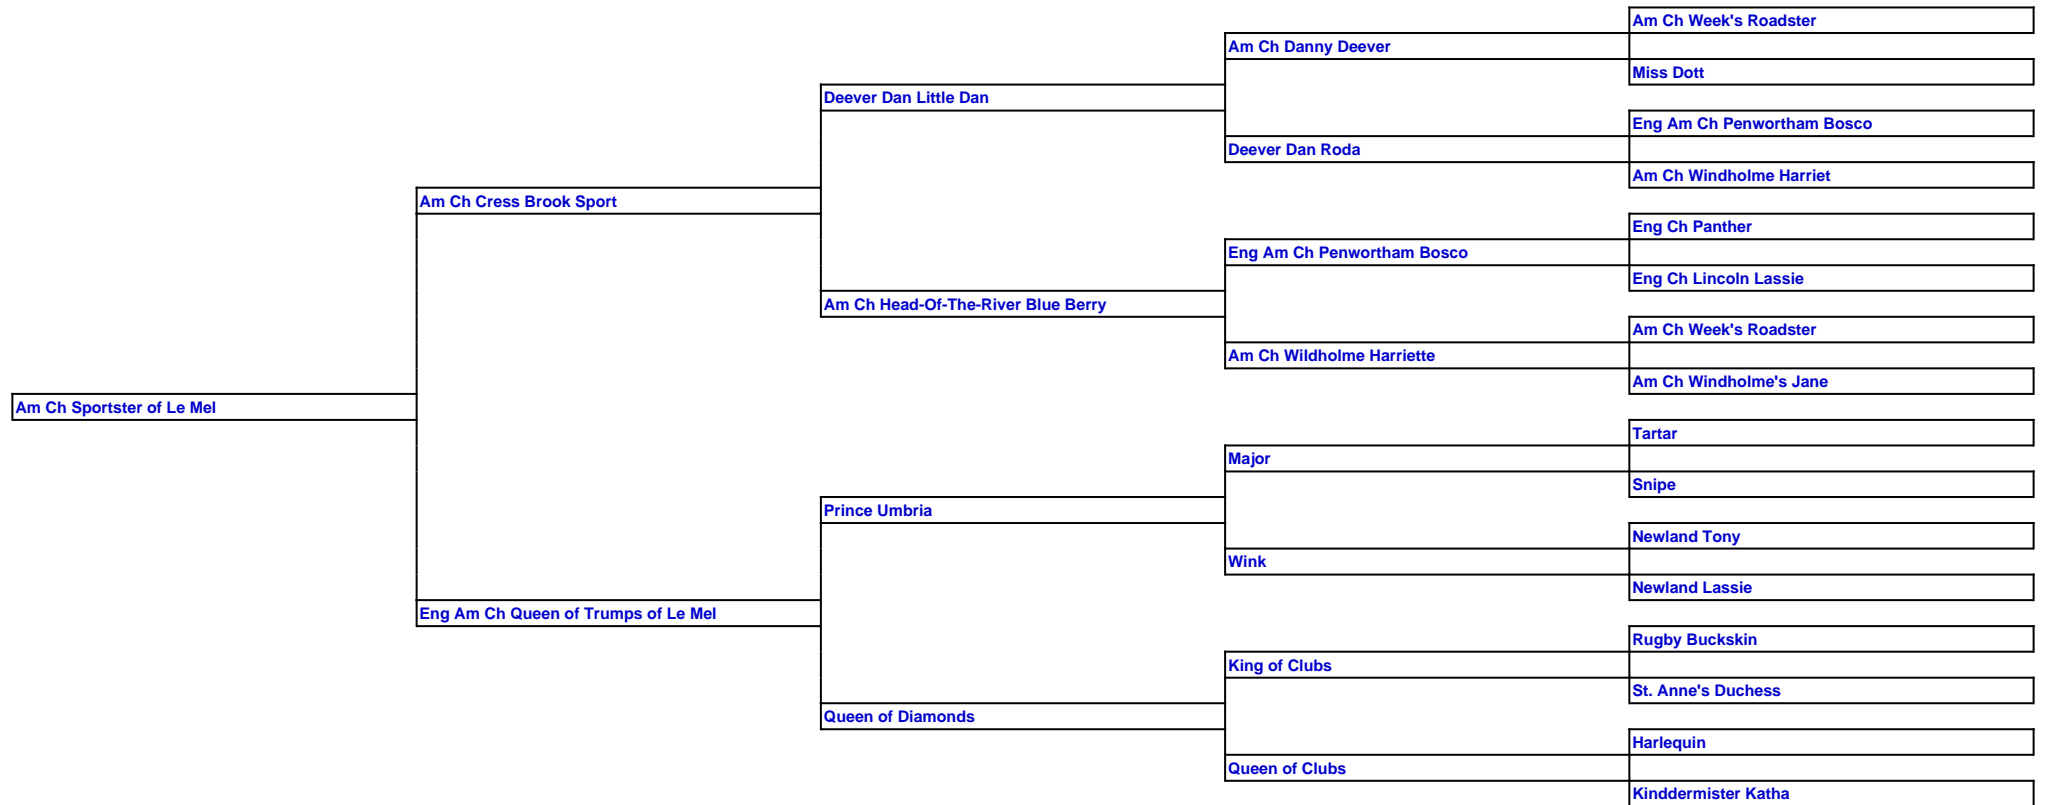 Am Ch Week's Roadster
Am Ch Danny Deever
Miss Dott
Deever Dan Little Dan
Eng Am Ch Penwortham Bosco
Deever Dan Roda
Am Ch Windholme Harriet
Am Ch Cress Brook Sport
Eng Ch Panther
Eng Am Ch Penwortham Bosco
Eng Ch Lincoln Lassie
Am Ch Head-Of-The-River Blue Berry
Am Ch Week's Roadster
Am Ch Wildholme Harriette
Am Ch Windholme's Jane
Am Ch Sportster of Le Mel
Tartar
Major
Snipe
Prince Umbria
Newland Tony
Wink
Newland Lassie
Eng Am Ch Queen of Trumps of Le Mel
Rugby Buckskin
King of Clubs
St. Anne's Duchess
Queen of Diamonds
Harlequin
Queen of Clubs
Kinddermister Katha